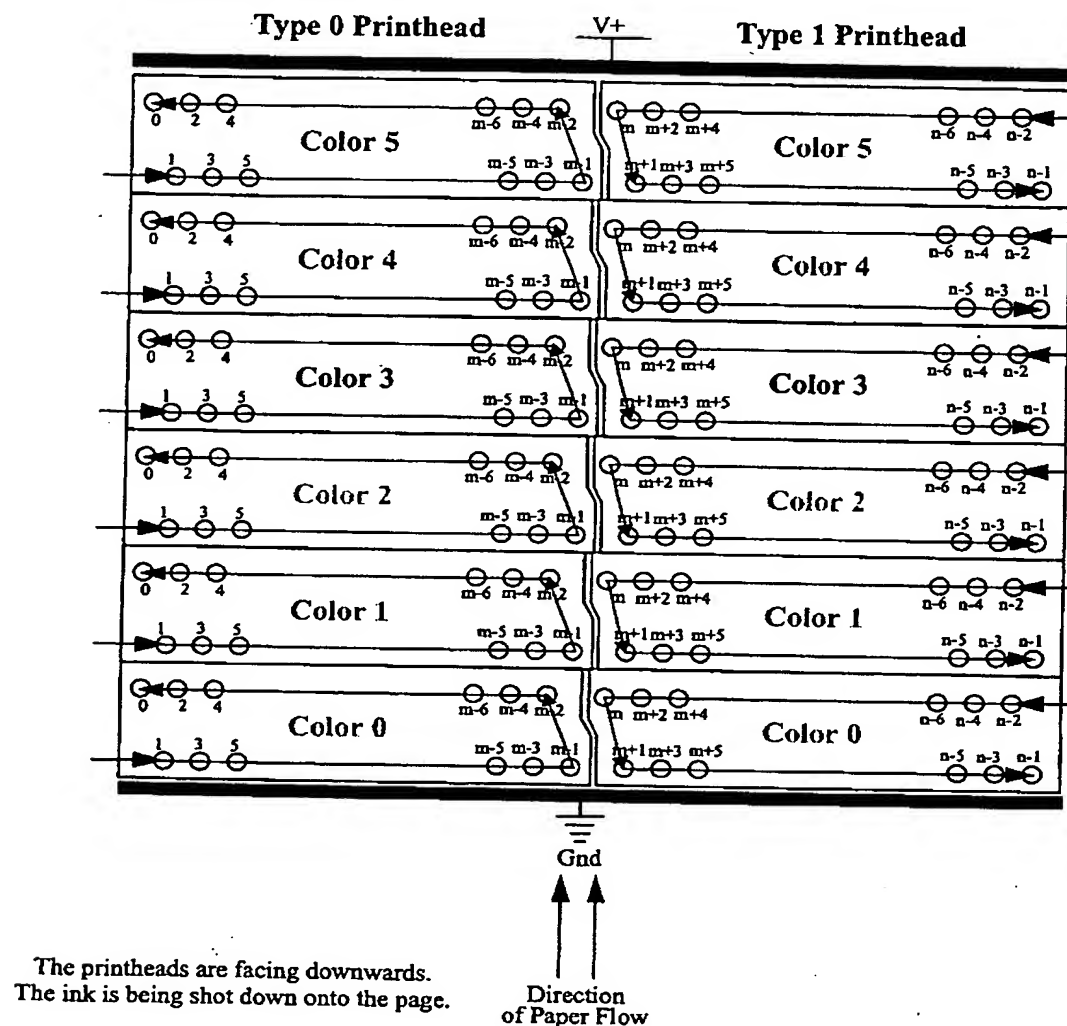 Type 0 Printhead V+ Type 1 Printhead
0 2 4 m-6 m-4 m-2 m m+2 m+4 n-6 n-4 n-2
Color 5 Color 5
1 3 5 m-5 m-3 m-1 m+1 m+3 m+5 n-5 n-3 n-1
0 2 4 m-6 m-4 m-2 m m+2 m+4 n-6 n-4 n-2
Color 4 Color 4
1 3 5 m-5 m-3 m-1 m+1 m+3 m+5 n-5 n-3 n-1
0 2 4 m-6 m-4 m-2 m m+2 m+4 n-6 n-4 n-2
Color 3 Color 3
1 3 5 m-5 m-3 m-1 m+1 m+3 m+5 n-5 n-3 n-1
0 2 4 m-6 m-4 m-2 m m+2 m+4 n-6 n-4 n-2
Color 2 Color 2
1 3 5 m-5 m-3 m-1 m+1 m+3 m+5 n-5 n-3 n-1
0 2 4 m-6 m-4 m-2 m m+2 m+4 n-6 n-4 n-2
Color 1 Color 1
1 3 5 m-5 m-3 m-1 m+1 m+3 m+5 n-5 n-3 n-1
0 2 4 m-6 m-4 m-2 m m+2 m+4 n-6 n-4 n-2
Color 0 Color 0
1 3 5 m-5 m-3 m-1 m+1 m+3 m+5 n-5 n-3 n-1
Gnd
The printheads are facing downwards.
The ink is being shot down onto the page.
Direction
of Paper Flow